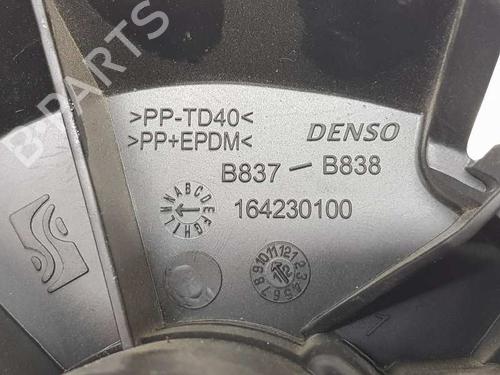 B-PARTS
>PP-TD40<
>PP+EPDM<
DENSO
B837 - B838
164230100